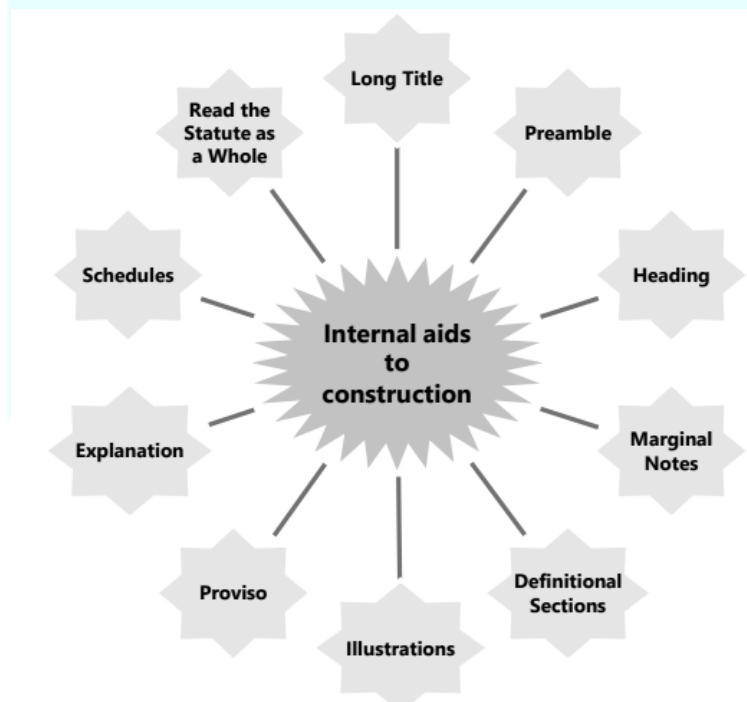 Long Title
Preamble
Heading
Marginal
Notes
Definitional
Sections
Illustrations
Proviso
Explanation
Schedules
Read the
Statute as
a Whole
Internal aids
to
construction